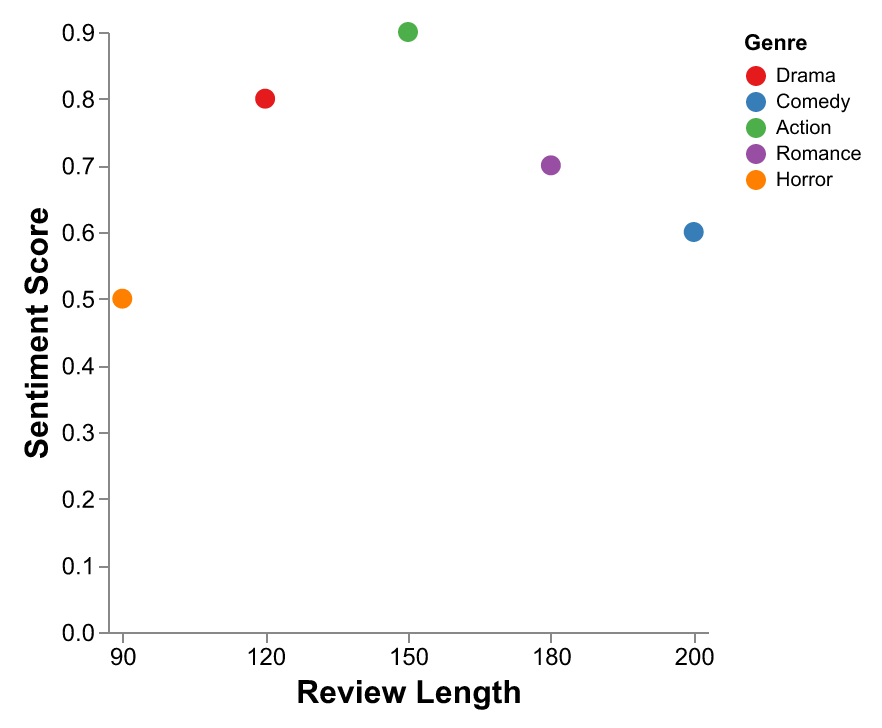 Genre
Drama
Comedy
Action
Romance
Horror
Sentiment Score
0.9
0.8
0.7
0.6
0.5
0.4
0.3
0.2
0.1
0.0
90 120 150 180 200
Review Length